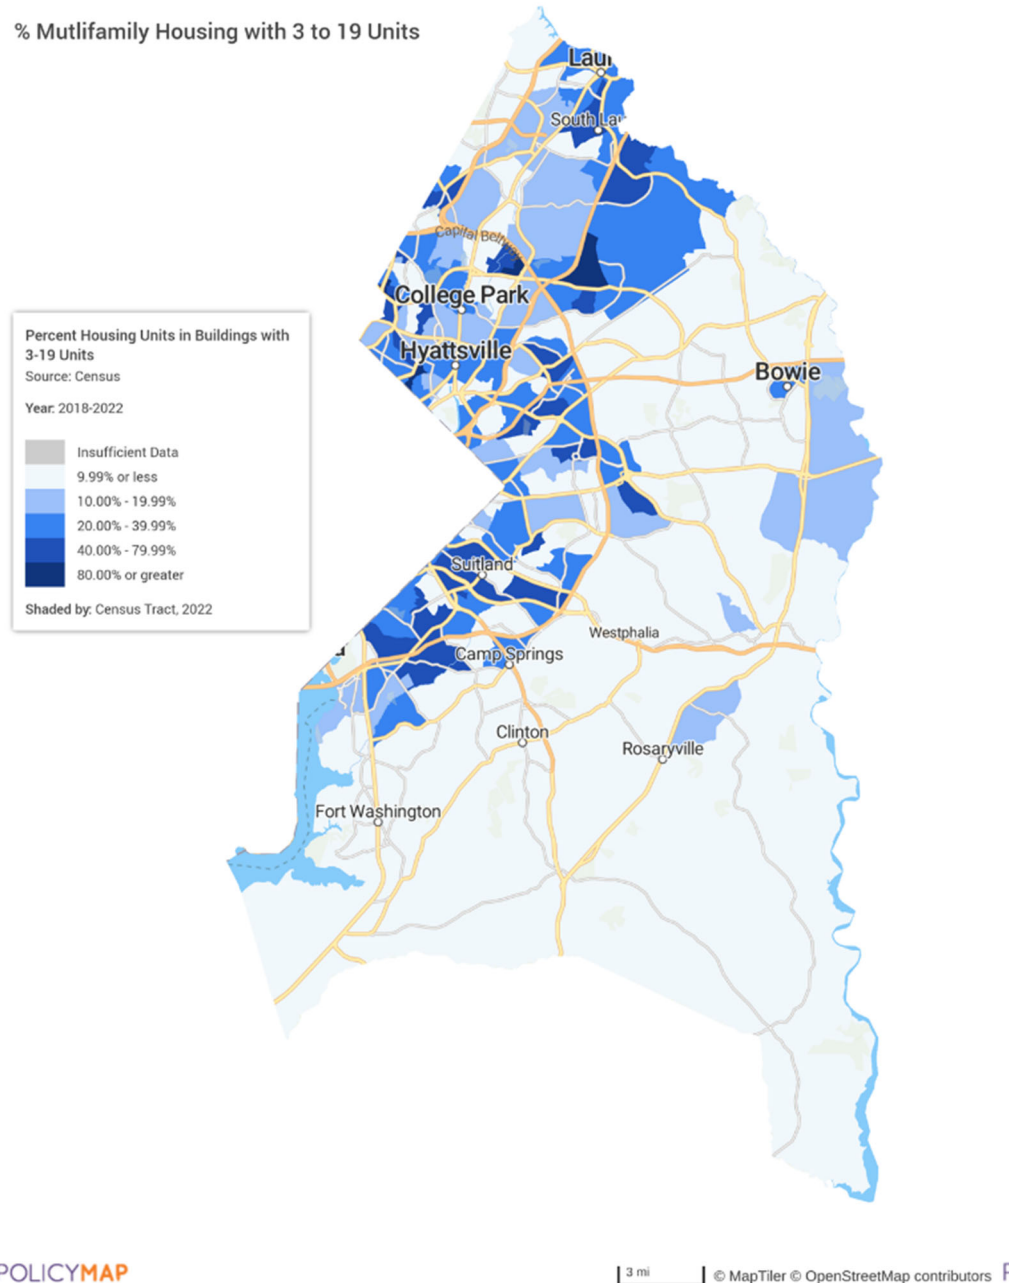 % Mutlifamily Housing with 3 to 19 Units
Laur
South Lau
Capital Beltway
College Park
Hyattsville
Bowie
Percent Housing Units in Buildings with
3-19 Units
Source: Census
Year: 2018-2022
Insufficient Data
9.99% or less
10.00% - 19.99%
20.00% - 39.99%
40.00% - 79.99%
80.00% or greater
Shaded by: Census Tract, 2022
Suitland
Westphalia
Camp Springs
Clinton
Rosaryville
Fort Washington
POLICYMAP
3 mi
© MapTiler © OpenStreetMap contributors